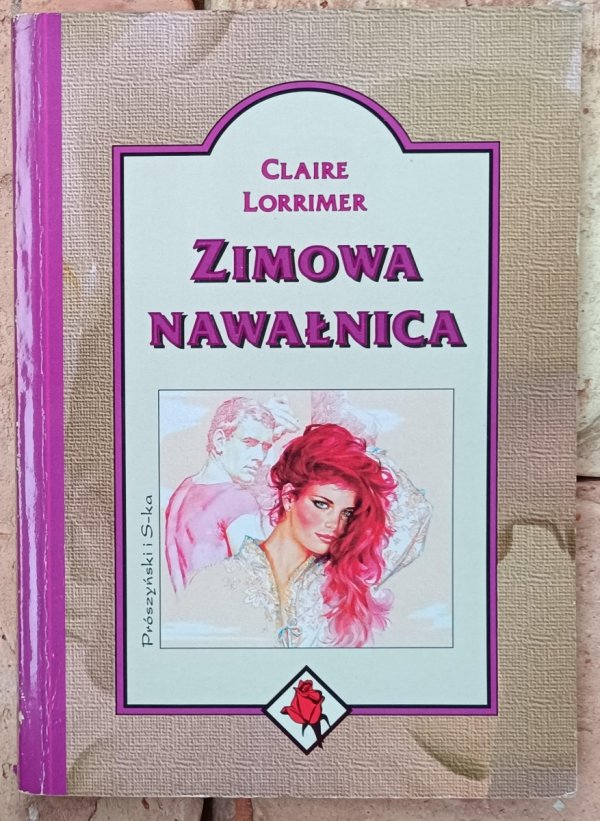 CLAIRE
LORRIMER
ZIMOWA
NAWAŁNICA
Prószyński i S-ka